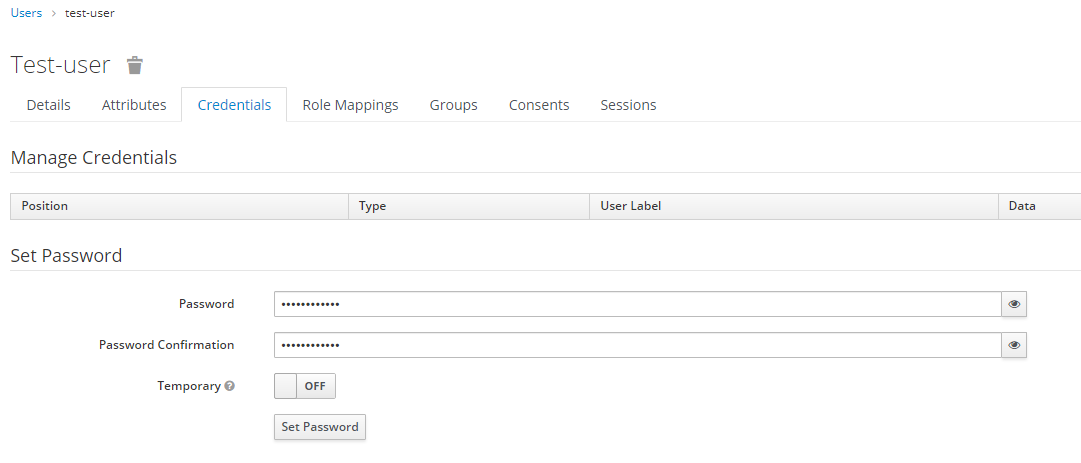 Users > test-user
Test-user
Details Attributes Credentials Role Mappings Groups Consents Sessions
Manage Credentials
Position Type User Label Data
Set Password
Password ••••••••••••
Password Confirmation ••••••••••••
Temporary OFF
Set Password